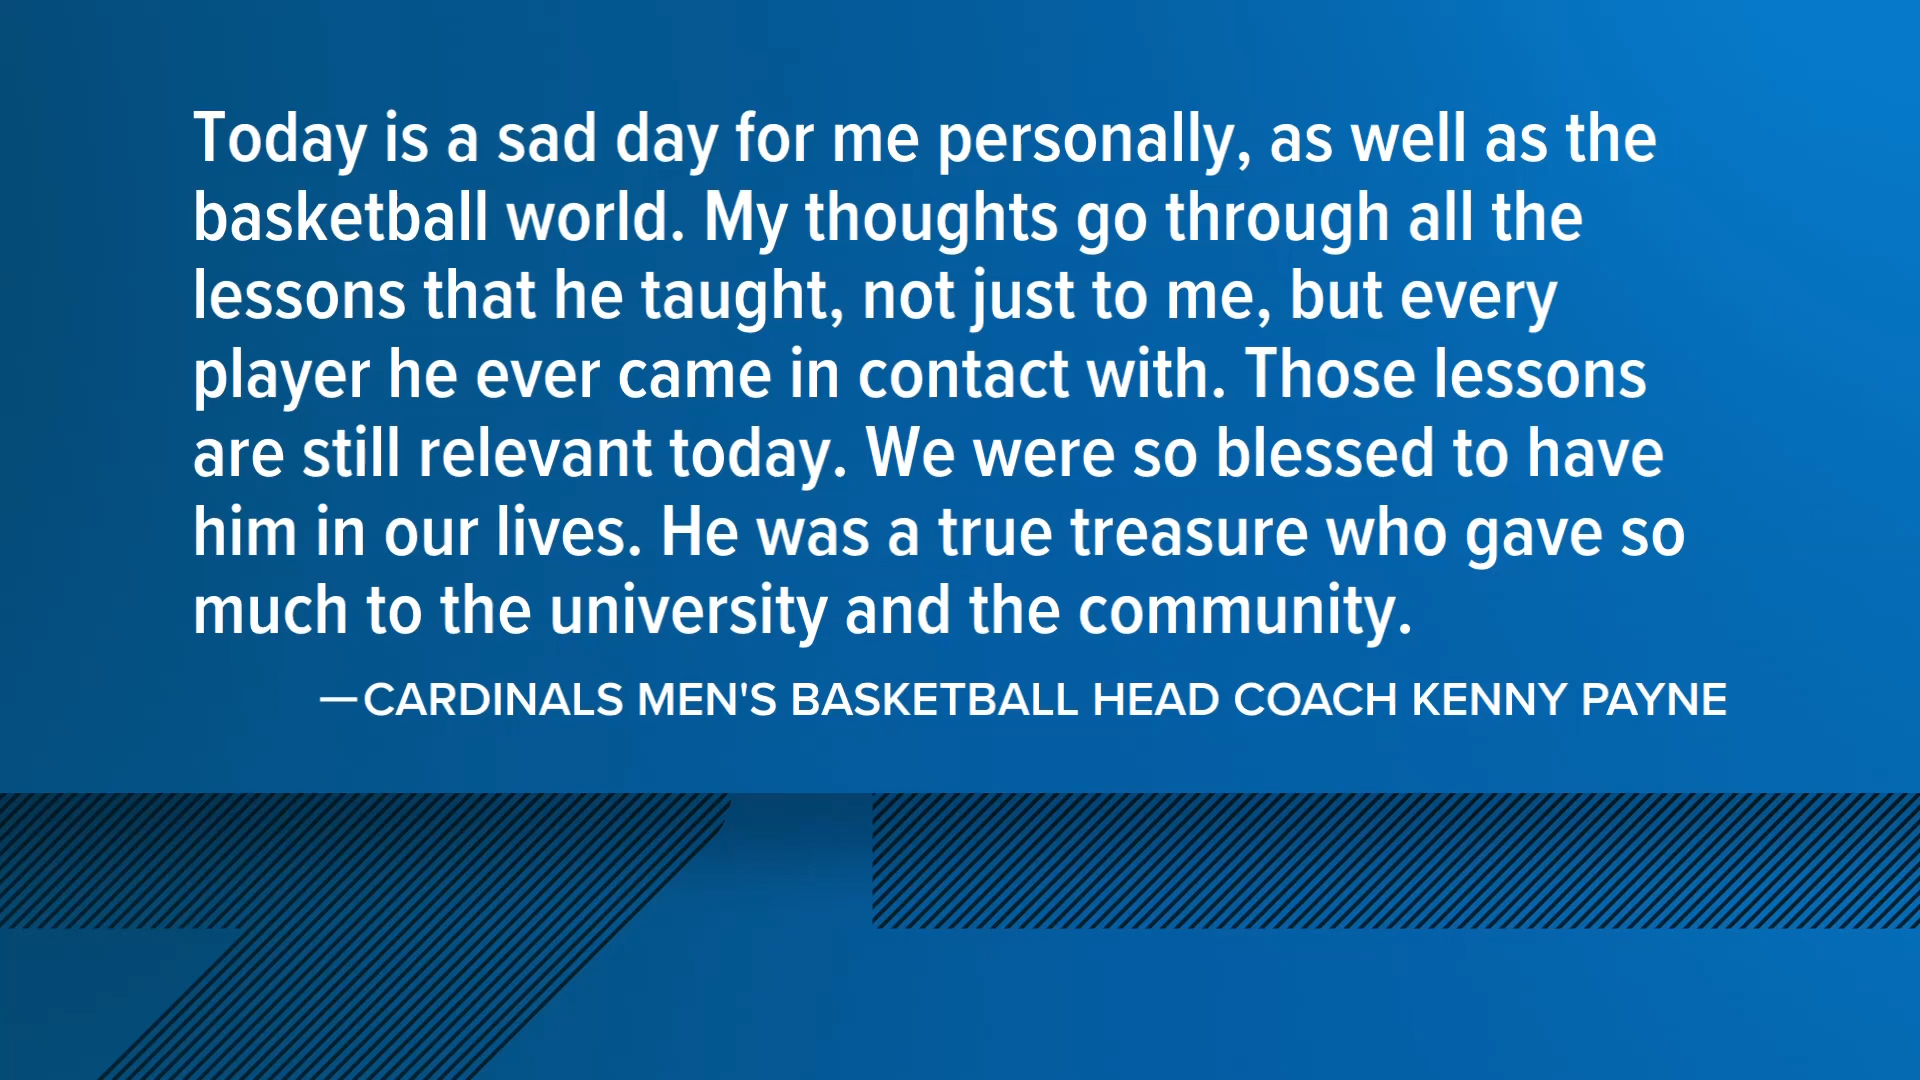 Today is a sad day for me personally, as well as the
basketball world. My thoughts go through all the
lessons that he taught, not just to me, but every
player he ever came in contact with. Those lessons
are still relevant today. We were so blessed to have
him in our lives. He was a true treasure who gave so
much to the university and the community.
—CARDINALS MEN'S BASKETBALL HEAD COACH KENNY PAYNE